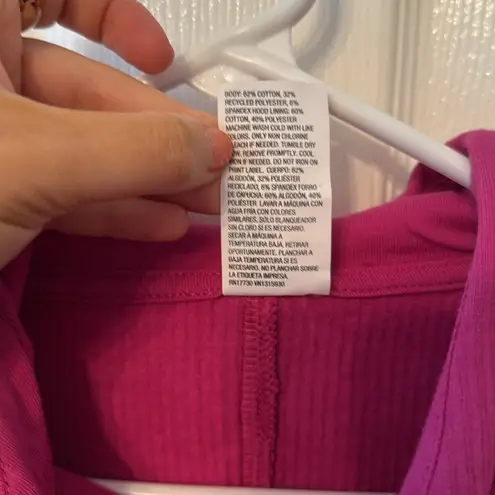 BODY: 62% COTTON, 32%
RECYCLED POLYESTER, 6%
SPANDEX HOOD LINING: 60%
COTTON, 40% POLYESTER
MACHINE WASH COLD WITH LIKE
COLORS. ONLY NON CHLORINE
BLEACH IF NEEDED. TUMBLE DRY
LOW. REMOVE PROMPTLY. COOL
IRON IF NEEDED. DO NOT IRON ON
PRINT LABEL. CUERPO: 62%
ALGODÓN, 32% POLIÉSTER
RECICLADO, 6% SPANDEX FORRO
DE CAPUCHA: 60% ALGODÓN, 40%
POLIÉSTER LAVAR A MÁQUINA CON
AGUA FRÍA CON COLORES
SIMILARES. SÓLO BLANQUEADOR
SIN CLORO SI ES NECESARIO.
SECAR A MÁQUINA A
TEMPERATURA BAJA. RETIRAR
OPORTUNAMENTE. PLANCHAR A
BAJA TEMPERATURA SI ES
NECESARIO. NO PLANCHAR SOBRE
LA ETIQUETA IMPRESA.
RN17730 VN1315630